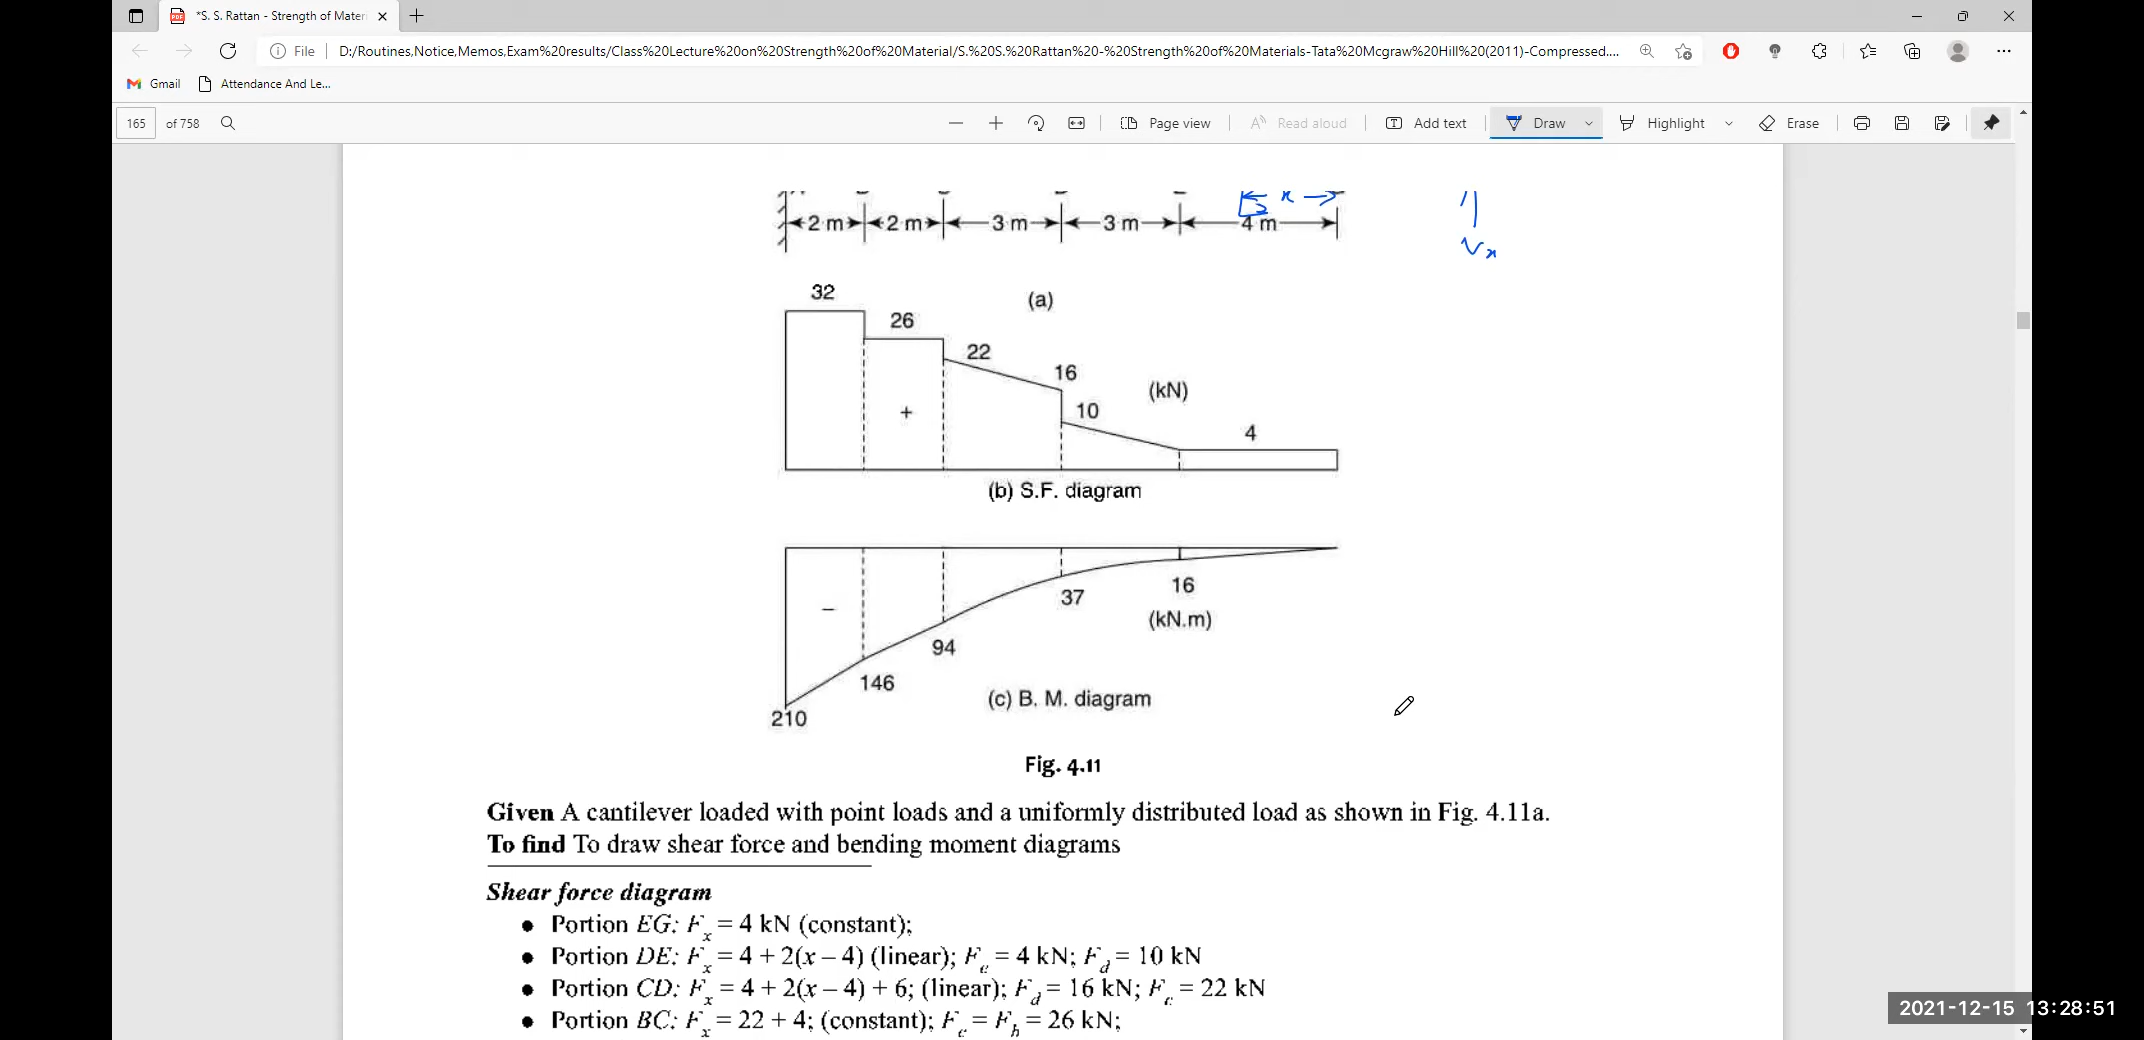 *S. S. Rattan - Strength of Mater
File D:/Routines,Notice,Memos,Exam%20results/Class%20Lecture%20on%20Strength%20of%20Material/S.%20S.%20Rattan%20-%20Strength%20of%20Materials-Tata%20Mcgraw%20Hill%20(2011)-Compressed....
Gmail Attendance And Le...
165 of 758 Page view Read aloud Add text Draw Highlight Erase
x
2 m 2 m 3 m 3 m 4 m
Vx
32
(a)
26
22
16
(kN)
10
+
4
(b) S.F. diagram
16
37
−
(kN.m)
94
146
(c) B. M. diagram
210
Fig. 4.11
Given A cantilever loaded with point loads and a uniformly distributed load as shown in Fig. 4.11a.
To find To draw shear force and bending moment diagrams
Shear force diagram
• Portion EG: Fx = 4 kN (constant);
• Portion DE: Fx = 4 + 2(x – 4) (linear); Fe = 4 kN; Fd = 10 kN
• Portion CD: Fx = 4 + 2(x – 4) + 6; (linear); Fd = 16 kN; Fc = 22 kN
• Portion BC: Fx = 22 + 4; (constant); Fc = Fb = 26 kN;
2021-12-15 13:28:51